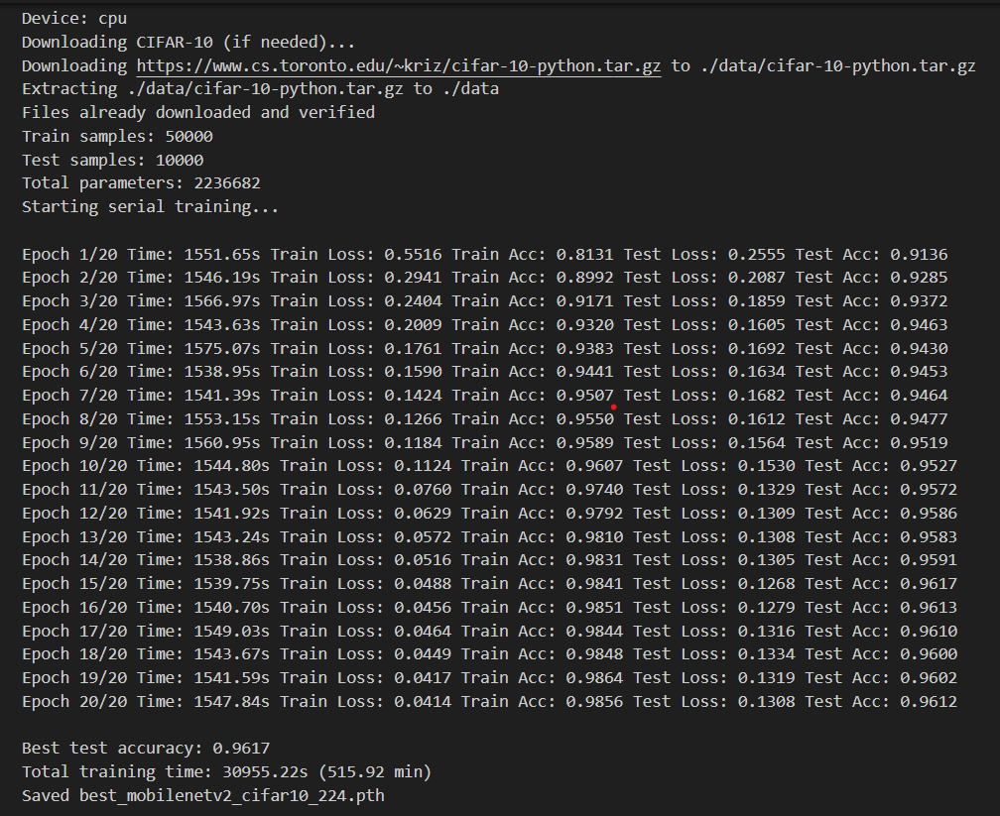 Device: cpu
Downloading CIFAR-10 (if needed)...
Downloading https://www.cs.toronto.edu/~kriz/cifar-10-python.tar.gz to ./data/cifar-10-python.tar.gz
Extracting ./data/cifar-10-python.tar.gz to ./data
Files already downloaded and verified
Train samples: 50000
Test samples: 10000
Total parameters: 2236682
Starting serial training...
Epoch 1/20 Time: 1551.65s Train Loss: 0.5516 Train Acc: 0.8131 Test Loss: 0.2555 Test Acc: 0.9136
Epoch 2/20 Time: 1546.19s Train Loss: 0.2941 Train Acc: 0.8992 Test Loss: 0.2087 Test Acc: 0.9285
Epoch 3/20 Time: 1566.97s Train Loss: 0.2404 Train Acc: 0.9171 Test Loss: 0.1859 Test Acc: 0.9372
Epoch 4/20 Time: 1543.63s Train Loss: 0.2009 Train Acc: 0.9320 Test Loss: 0.1605 Test Acc: 0.9463
Epoch 5/20 Time: 1575.07s Train Loss: 0.1761 Train Acc: 0.9383 Test Loss: 0.1692 Test Acc: 0.9430
Epoch 6/20 Time: 1538.95s Train Loss: 0.1590 Train Acc: 0.9441 Test Loss: 0.1634 Test Acc: 0.9453
Epoch 7/20 Time: 1541.39s Train Loss: 0.1424 Train Acc: 0.9507 Test Loss: 0.1682 Test Acc: 0.9464
Epoch 8/20 Time: 1553.15s Train Loss: 0.1266 Train Acc: 0.9550 Test Loss: 0.1612 Test Acc: 0.9477
Epoch 9/20 Time: 1560.95s Train Loss: 0.1184 Train Acc: 0.9589 Test Loss: 0.1564 Test Acc: 0.9519
Epoch 10/20 Time: 1544.80s Train Loss: 0.1124 Train Acc: 0.9607 Test Loss: 0.1530 Test Acc: 0.9527
Epoch 11/20 Time: 1543.50s Train Loss: 0.0760 Train Acc: 0.9740 Test Loss: 0.1329 Test Acc: 0.9572
Epoch 12/20 Time: 1541.92s Train Loss: 0.0629 Train Acc: 0.9792 Test Loss: 0.1309 Test Acc: 0.9586
Epoch 13/20 Time: 1543.24s Train Loss: 0.0572 Train Acc: 0.9810 Test Loss: 0.1308 Test Acc: 0.9583
Epoch 14/20 Time: 1538.86s Train Loss: 0.0516 Train Acc: 0.9831 Test Loss: 0.1305 Test Acc: 0.9591
Epoch 15/20 Time: 1539.75s Train Loss: 0.0488 Train Acc: 0.9841 Test Loss: 0.1268 Test Acc: 0.9617
Epoch 16/20 Time: 1540.70s Train Loss: 0.0456 Train Acc: 0.9851 Test Loss: 0.1279 Test Acc: 0.9613
Epoch 17/20 Time: 1549.03s Train Loss: 0.0464 Train Acc: 0.9844 Test Loss: 0.1316 Test Acc: 0.9610
Epoch 18/20 Time: 1543.67s Train Loss: 0.0449 Train Acc: 0.9848 Test Loss: 0.1334 Test Acc: 0.9600
Epoch 19/20 Time: 1541.59s Train Loss: 0.0417 Train Acc: 0.9864 Test Loss: 0.1319 Test Acc: 0.9602
Epoch 20/20 Time: 1547.84s Train Loss: 0.0414 Train Acc: 0.9856 Test Loss: 0.1308 Test Acc: 0.9612
Best test accuracy: 0.9617
Total training time: 30955.22s (515.92 min)
Saved best_mobilenetv2_cifar10_224.pth